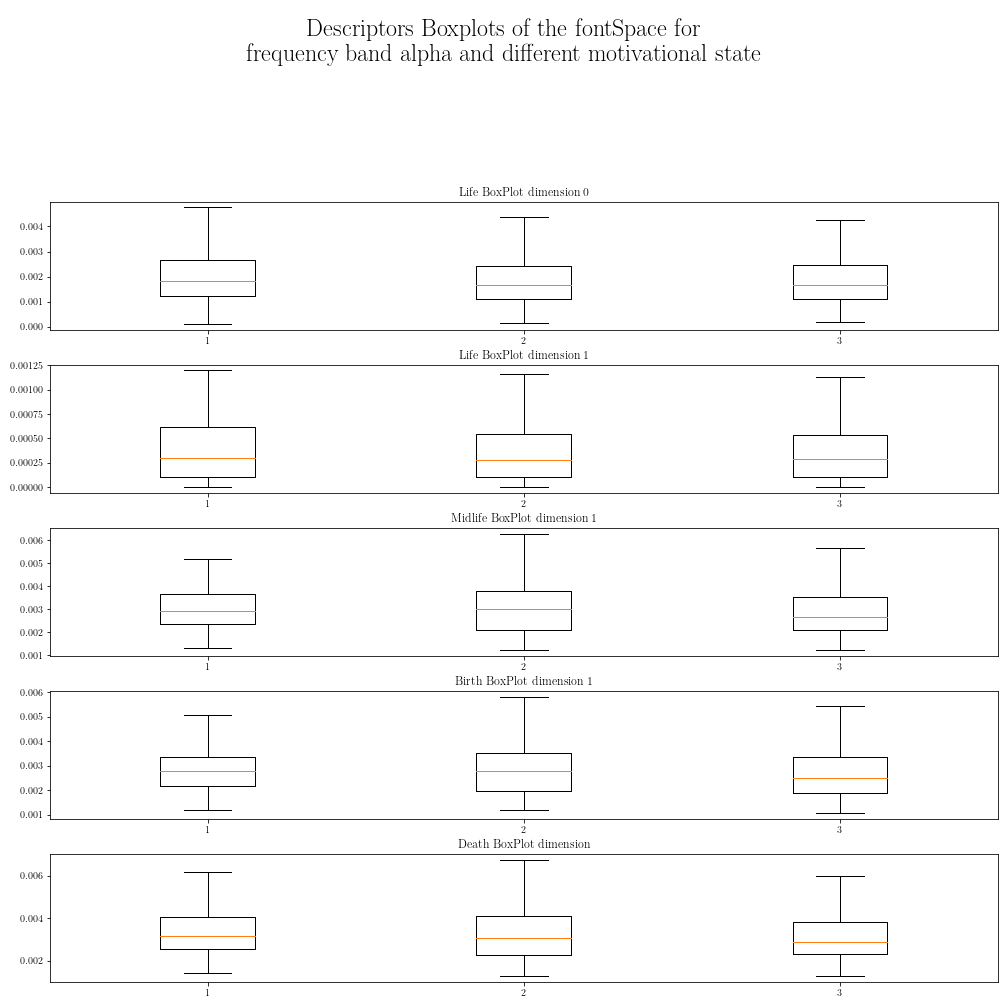 Descriptors Boxplots of the fontSpace for
frequency band alpha and different motivational state
Life BoxPlot dimension 0
0.004
0.003
0.002
0.001
0.000
1 2 3
Life BoxPlot dimension 1
0.00125
0.00100
0.00075
0.00050
0.00025
0.00000
1 2 3
Midlife BoxPlot dimension 1
0.006
0.005
0.004
0.003
0.002
0.001
1 2 3
Birth BoxPlot dimension 1
0.006
0.005
0.004
0.003
0.002
0.001
1 2 3
Death BoxPlot dimension
0.006
0.004
0.002
1 2 3